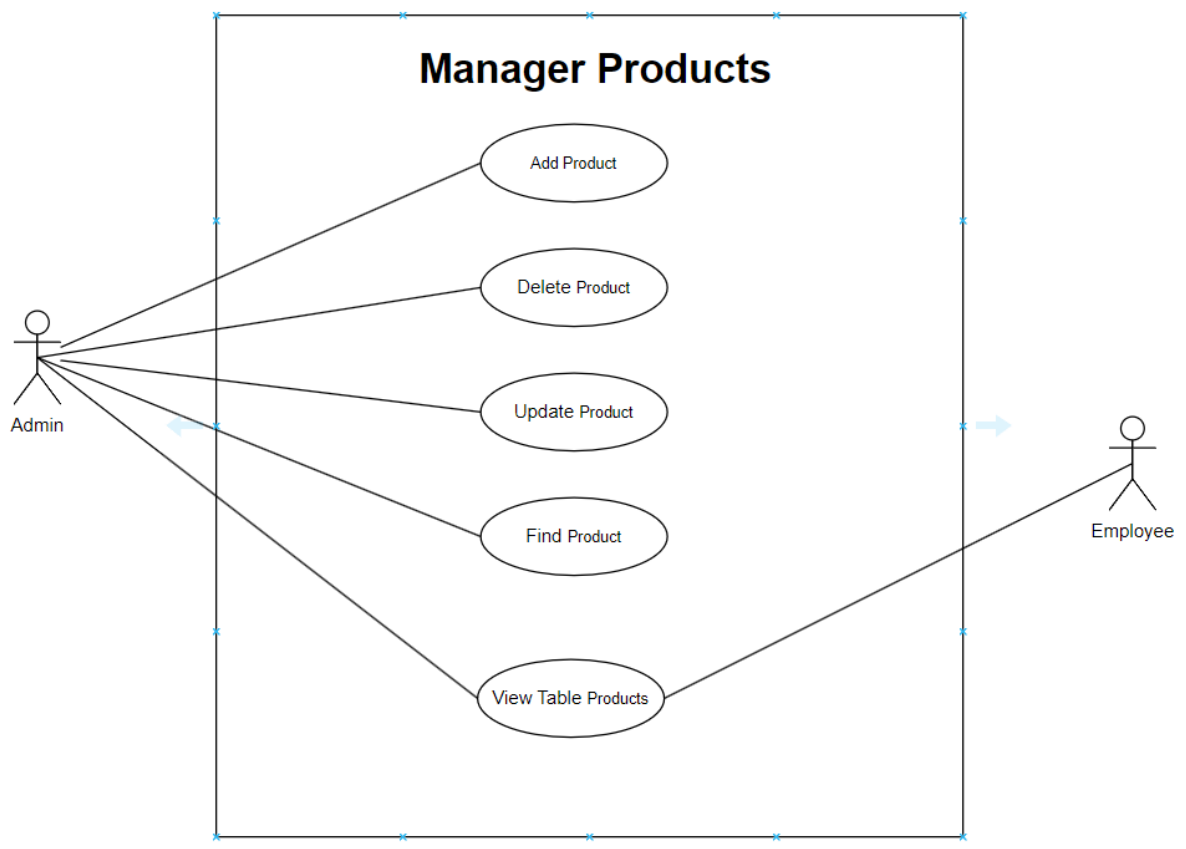 Manager Products
Add Product
Delete Product
Update Product
Find Product
View Table Products
Admin
Employee